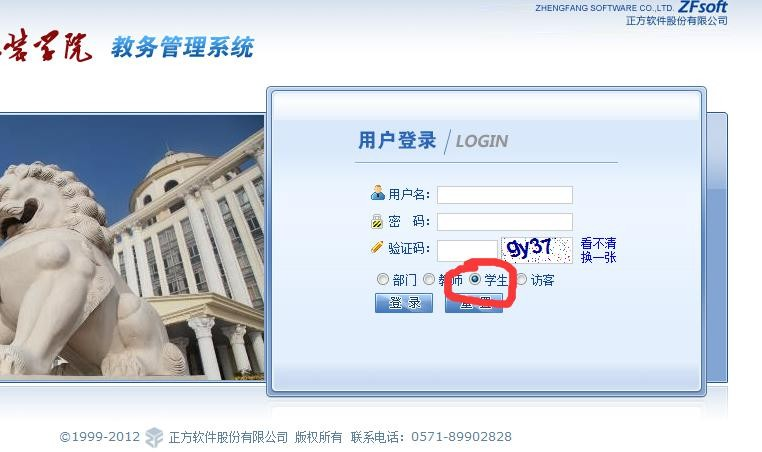 ZHENGFANG SOFTWARE CO.,LTD. ZFsoft
正方软件股份有限公司
学院 教务管理系统
用户登录 LOGIN
用户名:
密 码:
验证码: gy37 看不清
换一张
部门 教师 学生 访客
登 录 重 置
©1999-2012 正方软件股份有限公司 版权所有 联系电话：0571-89902828